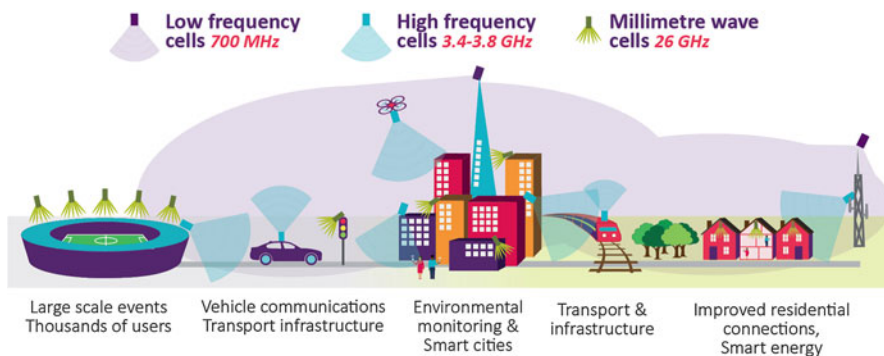 Low frequency
cells 700 MHz
High frequency
cells 3.4-3.8 GHz
Millimetre wave
cells 26 GHz
Large scale events
Thousands of users
Vehicle communications
Transport infrastructure
Environmental
monitoring &
Smart cities
Transport &
infrastructure
Improved residential
connections,
Smart energy